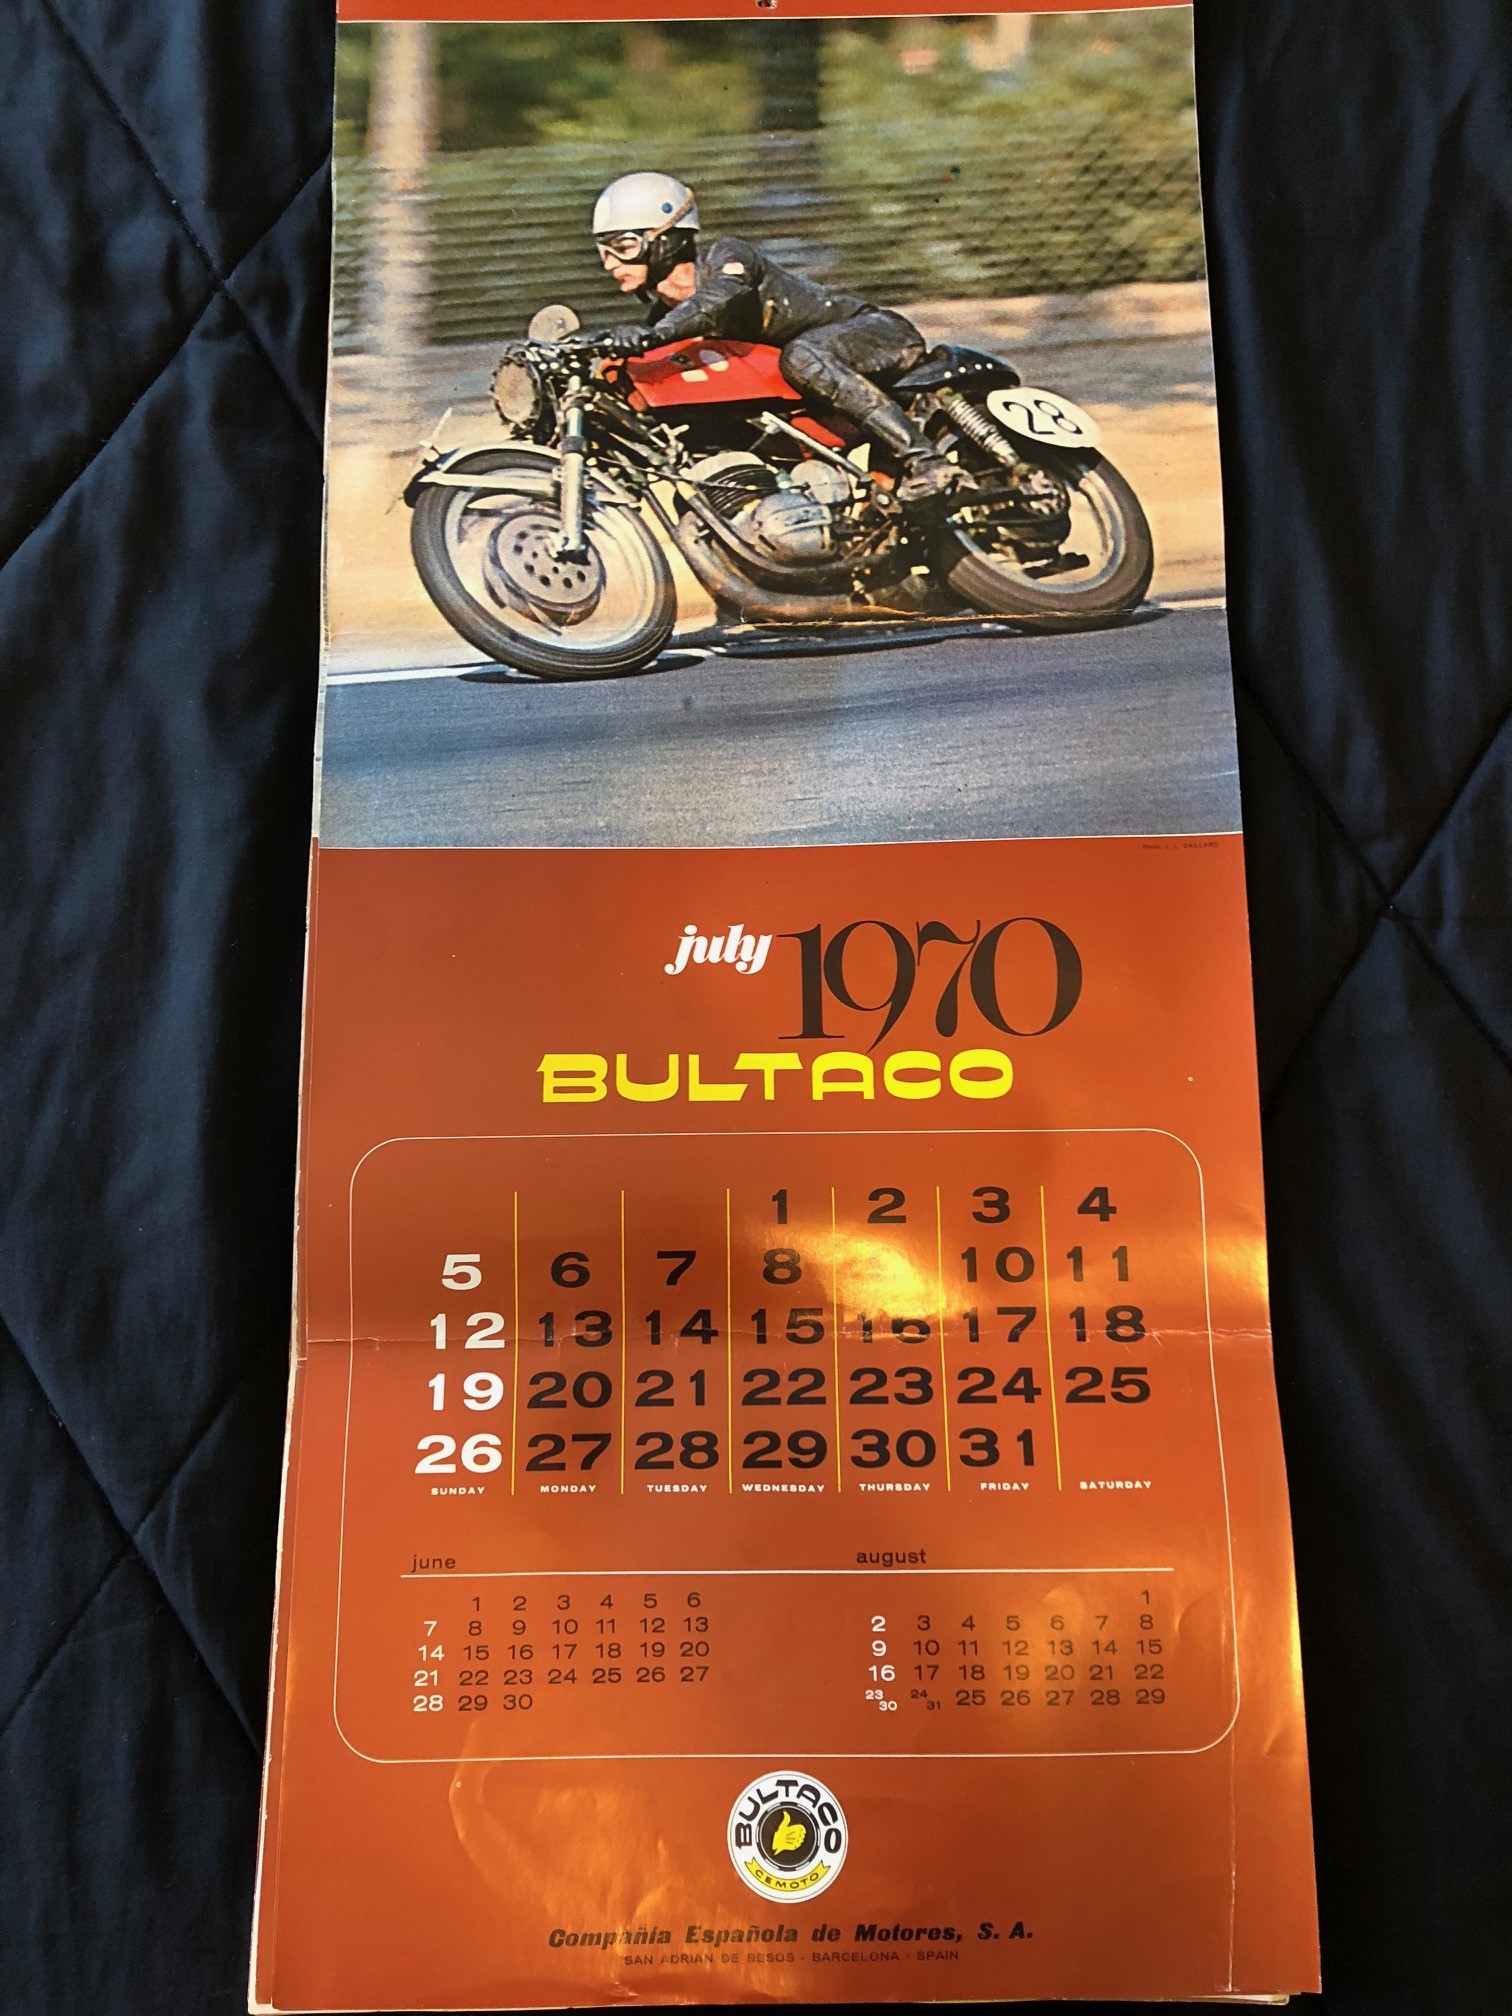 28
Photo: J. L. GAILLARD
july 1970
BULTACO
1 2 3 4
5 6 7 8 10 11
12 13 14 15 16 17 18
19 20 21 22 23 24 25
26 27 28 29 30 31
SUNDAY MONDAY TUESDAY WEDNESDAY THURSDAY FRIDAY SATURDAY
june
1 2 3 4 5 6
7 8 9 10 11 12 13
14 15 16 17 18 19 20
21 22 23 24 25 26 27
28 29 30
august
1
2 3 4 5 6 7 8
9 10 11 12 13 14 15
16 17 18 19 20 21 22
23 30 24 31 25 26 27 28 29
BULTACO
CEMOTO
Compañía Española de Motores, S. A.
SAN ADRIAN DE BESOS - BARCELONA - SPAIN